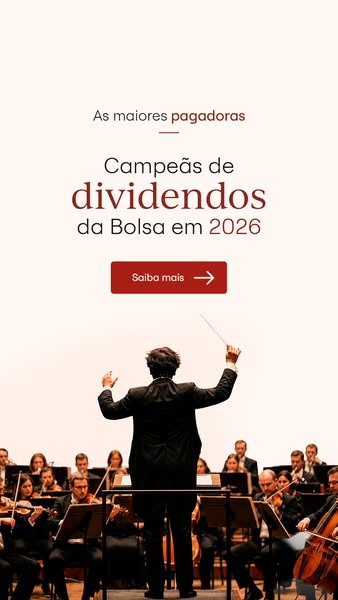 As maiores pagadoras
Campeãs de
dividendos
da Bolsa em 2026
Saiba mais